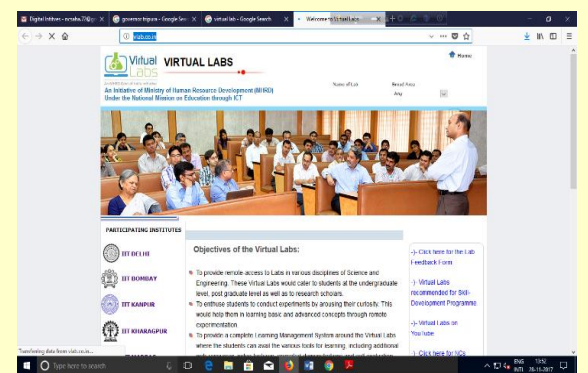 governor tripura - Google Sea
virtual lab - Google Search
Welcome to Virtual Labs
vlab.co.in
Virtual
Labs
VIRTUAL LABS
Home
An Initiative of Ministry of Human
Resource Development (MHRD)
Under the National Mission on
Education through ICT
Name of Lab
Broad Area
Any
PARTICIPATING INSTITUTES
IIT DELHI
IIT BOMBAY
IIT KANPUR
IIT KHARAGPUR
Objectives of the Virtual Labs:
To provide remote-access to Labs in various disciplines of Science and
Engineering. These Virtual Labs would cater to students at the undergraduate
level, post graduate level as well as to research scholars.
To enthuse students to conduct experiments by arousing their curiosity. This
would help them in learning basic and advanced concepts through remote
experimentation.
To provide a complete Learning Management System around the Virtual Labs
where the students can avail the various tools for learning, including additional
-)- Click here for the Lab
Feedback Form
-)- Virtual Labs
recommended for Skill-
Development Programme
-)- Virtual Labs on
YouTube
-)- Click here for NCs
Transferring data from vlab.co.in...
Type here to search
ENG
INTL
13:52
28-11-2017